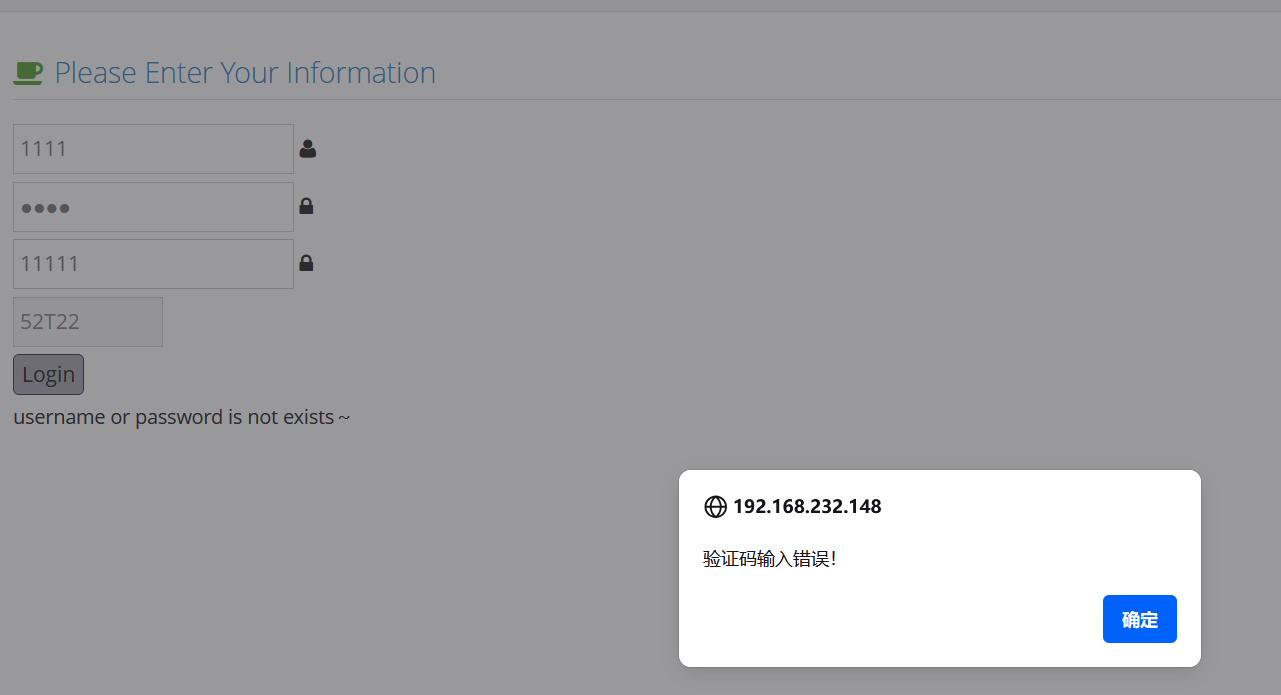 Please Enter Your Information
1111
●●●●
11111
52T22
Login
username or password is not exists～
192.168.232.148
验证码输入错误！
确定